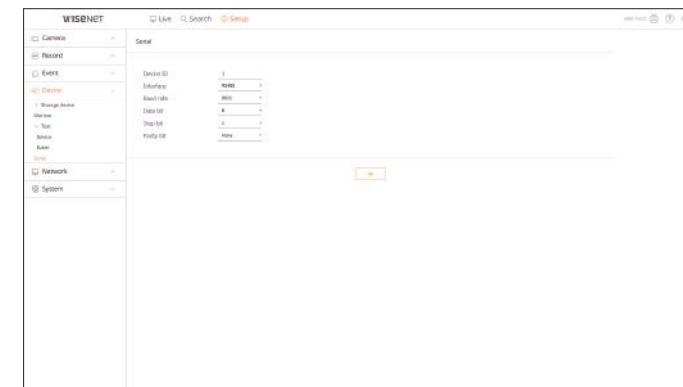 WISENET
Live Search Setup
Camera
Record
Event
Device
Storage device
Monitor
Text
Device
Event
Serial
Network
System
Serial
Device ID 1
Interface RS485
Baud rate 9600
Data bit 8
Stop bit 1
Parity bit None